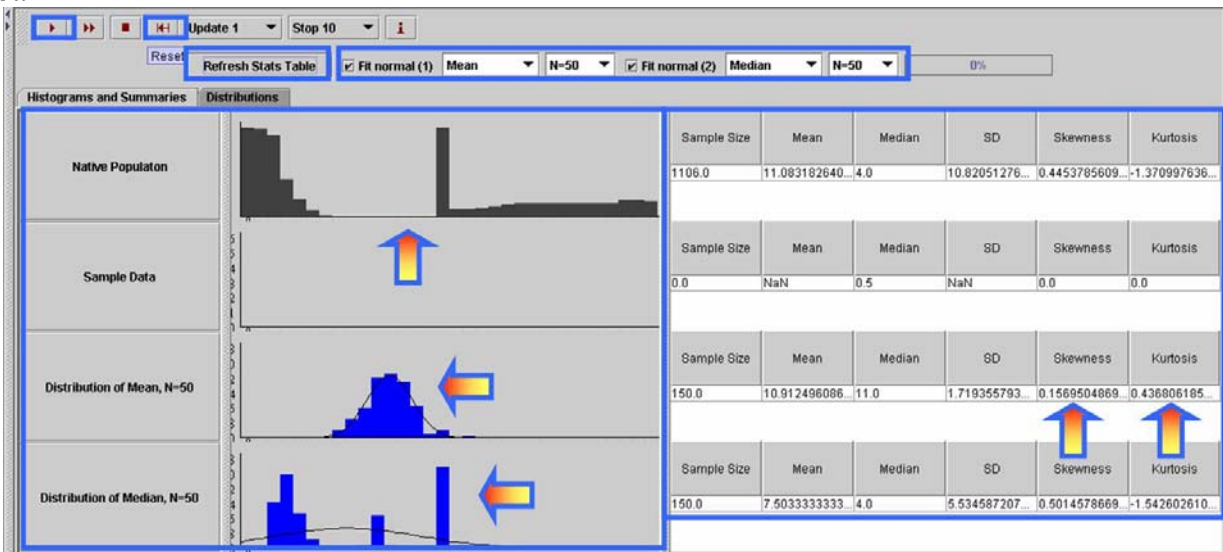 Update 1 Stop 10 i
Reset
Refresh Stats Table Fit normal (1) Mean N=50 Fit normal (2) Median N=50 0%
Histograms and Summaries Distributions
Native Populaton
Sample Size Mean Median SD Skewness Kurtosis
1106.0 11.083182640... 4.0 10.82051276... 0.4453785609... -1.370997636...
Sample Data
Sample Size Mean Median SD Skewness Kurtosis
0.0 NaN 0.5 NaN 0.0 0.0
Distribution of Mean, N=50
Sample Size Mean Median SD Skewness Kurtosis
150.0 10.912496086... 11.0 1.719355793... 0.1569504869... 0.436806185...
Distribution of Median, N=50
Sample Size Mean Median SD Skewness Kurtosis
150.0 7.5033333333... 4.0 5.534587207... 0.5014578669... -1.542602610...